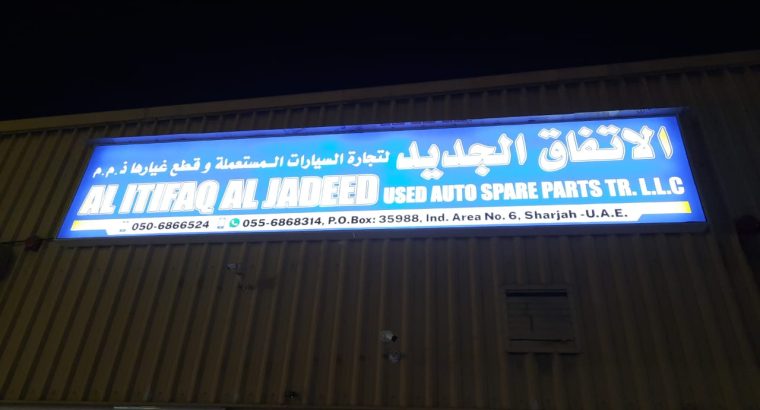 الاتفاق الجديد لتجارة السيارات المستعملة و قطع غيارها ذ.م.م
AL ITIFAQ AL JADEED USED AUTO SPARE PARTS TR. L.L.C
050-6866524 055-6868314, P.O.Box: 35988, Ind. Area No. 6, Sharjah -U.A.E.